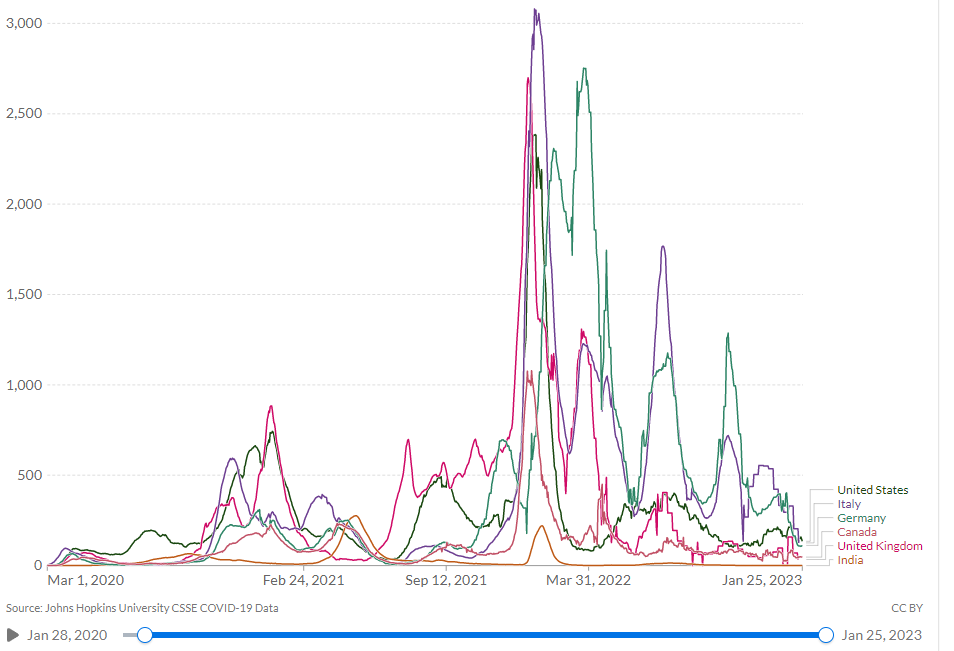 3,000
2,500
2,000
1,500
1,000
500
0
Mar 1, 2020 Feb 24, 2021 Sep 12, 2021 Mar 31, 2022 Jan 25, 2023
United States
Italy
Germany
Canada
United Kingdom
India
Source: Johns Hopkins University CSSE COVID-19 Data CC BY
Jan 28, 2020 Jan 25, 2023